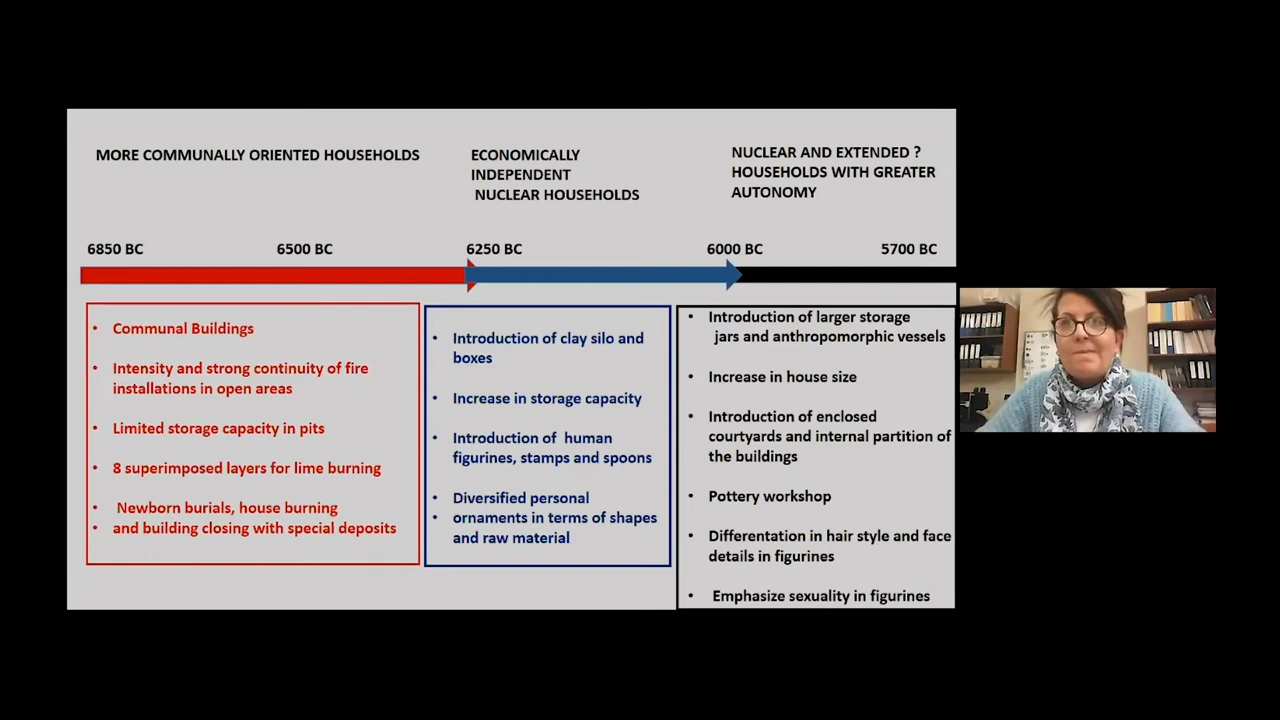 MORE COMMUNALLY ORIENTED HOUSEHOLDS
ECONOMICALLY
INDEPENDENT
NUCLEAR HOUSEHOLDS
NUCLEAR AND EXTENDED ?
HOUSEHOLDS WITH GREATER
AUTONOMY
6850 BC
6500 BC
6250 BC
6000 BC
5700 BC
• Communal Buildings
• Intensity and strong continuity of fire
installations in open areas
• Limited storage capacity in pits
• 8 superimposed layers for lime burning
• Newborn burials, house burning
• and building closing with special deposits
• Introduction of clay silo and
boxes
• Increase in storage capacity
• Introduction of human
figurines, stamps and spoons
• Diversified personal
• ornaments in terms of shapes
and raw material
• Introduction of larger storage
jars and anthropomorphic vessels
• Increase in house size
• Introduction of enclosed
courtyards and internal partition of
the buildings
• Pottery workshop
• Differentation in hair style and face
details in figurines
• Emphasize sexuality in figurines